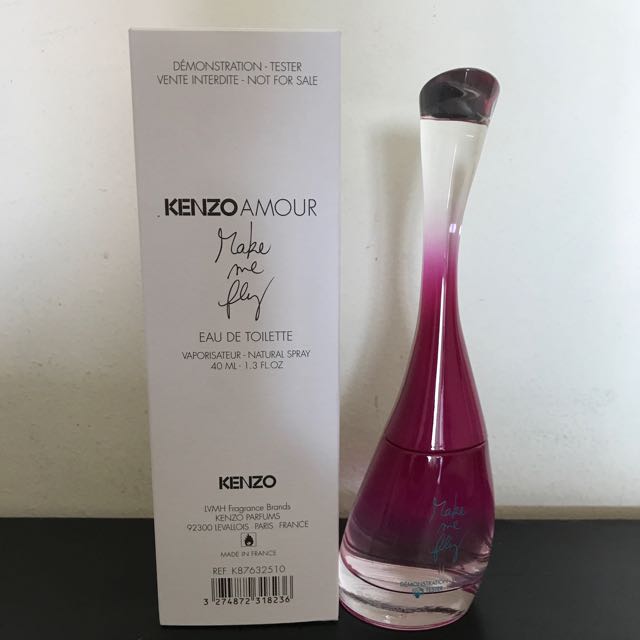 DÉMONSTRATION - TESTER
VENTE INTERDITE - NOT FOR SALE
KENZO AMOUR
Make
me
fly
EAU DE TOILETTE
VAPORISATEUR - NATURAL SPRAY
40 ML - 1.3 FL.OZ
KENZO
LVMH Fragrance Brands
KENZO PARFUMS
92300 LEVALLOIS PARIS FRANCE
MADE IN FRANCE
REF. K87632510
3 274872 318236
Make
me
fly
DÉMONSTRATION
TESTER